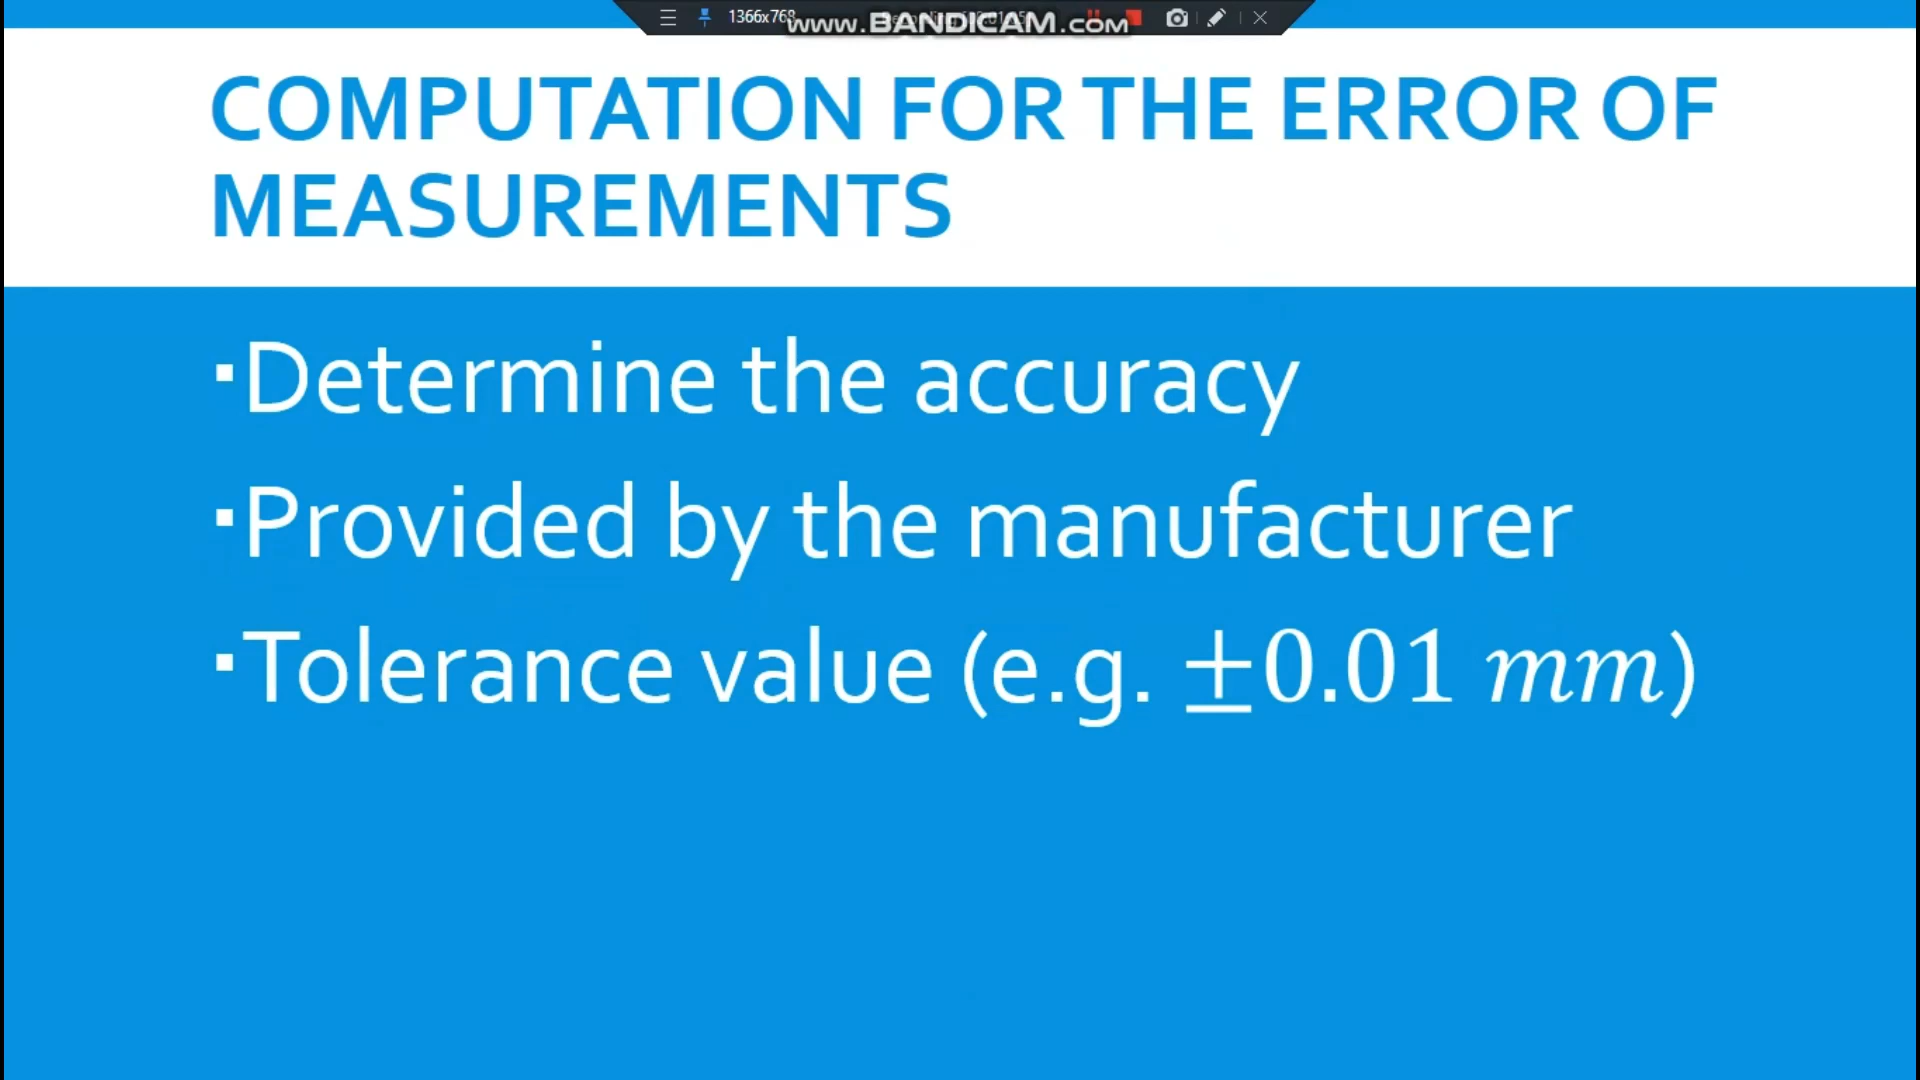 1366x768
www.BANDICAM.com
COMPUTATION FOR THE ERROR OF
MEASUREMENTS
▪Determine the accuracy
▪Provided by the manufacturer
▪Tolerance value (e.g. ±0.01 mm)